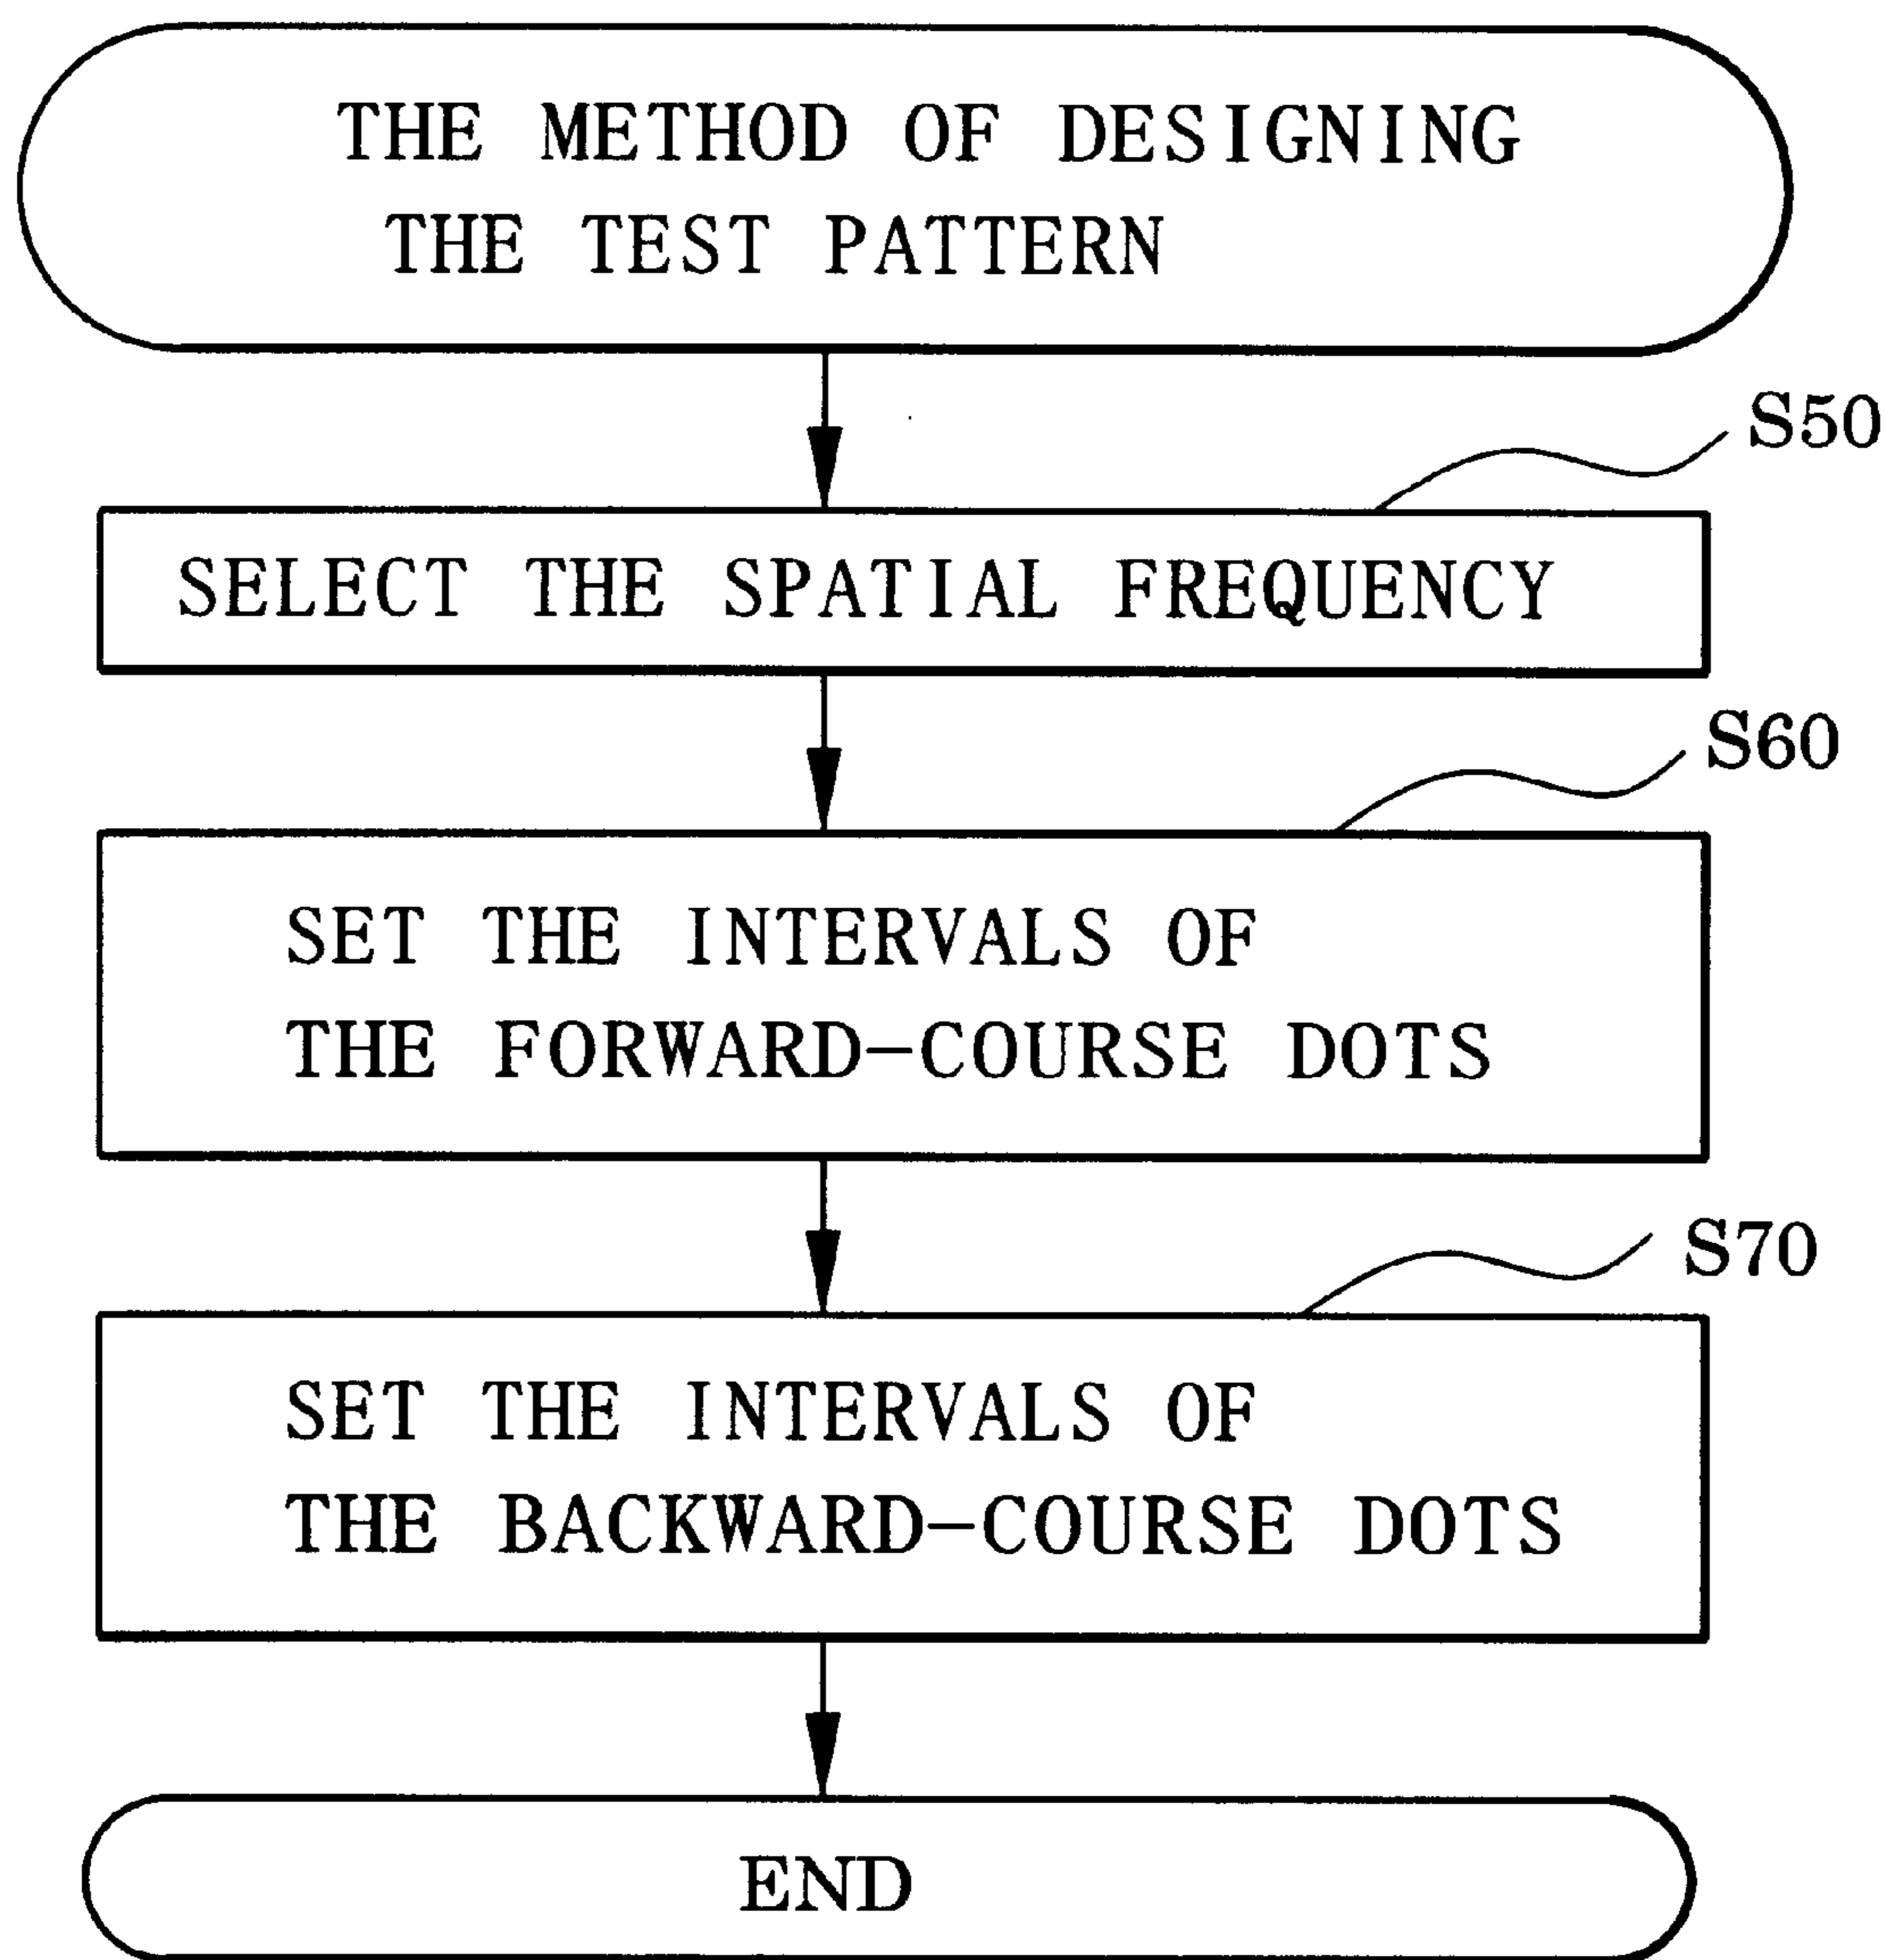 THE METHOD OF DESIGNING
THE TEST PATTERN
S50
SELECT THE SPATIAL FREQUENCY
S60
SET THE INTERVALS OF
THE FORWARD—COURSE DOTS
S70
SET THE INTERVALS OF
THE BACKWARD—COURSE DOTS
END